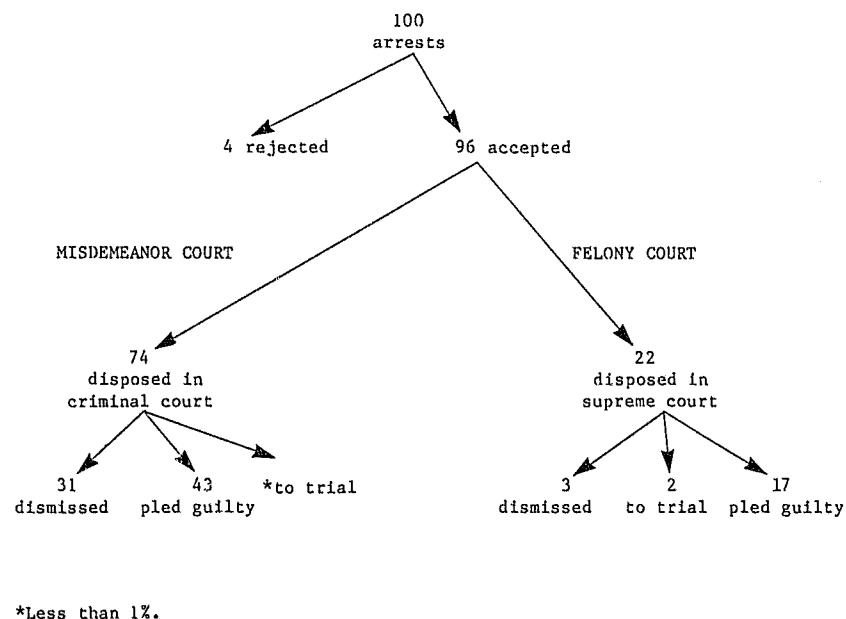 100
arrests
4 rejected
96 accepted
MISDEMEANOR COURT
FELONY COURT
74
disposed in
criminal court
22
disposed in
supreme court
31
dismissed
43
pled guilty
*to trial
3
dismissed
2
to trial
17
pled guilty
*Less than 1%.